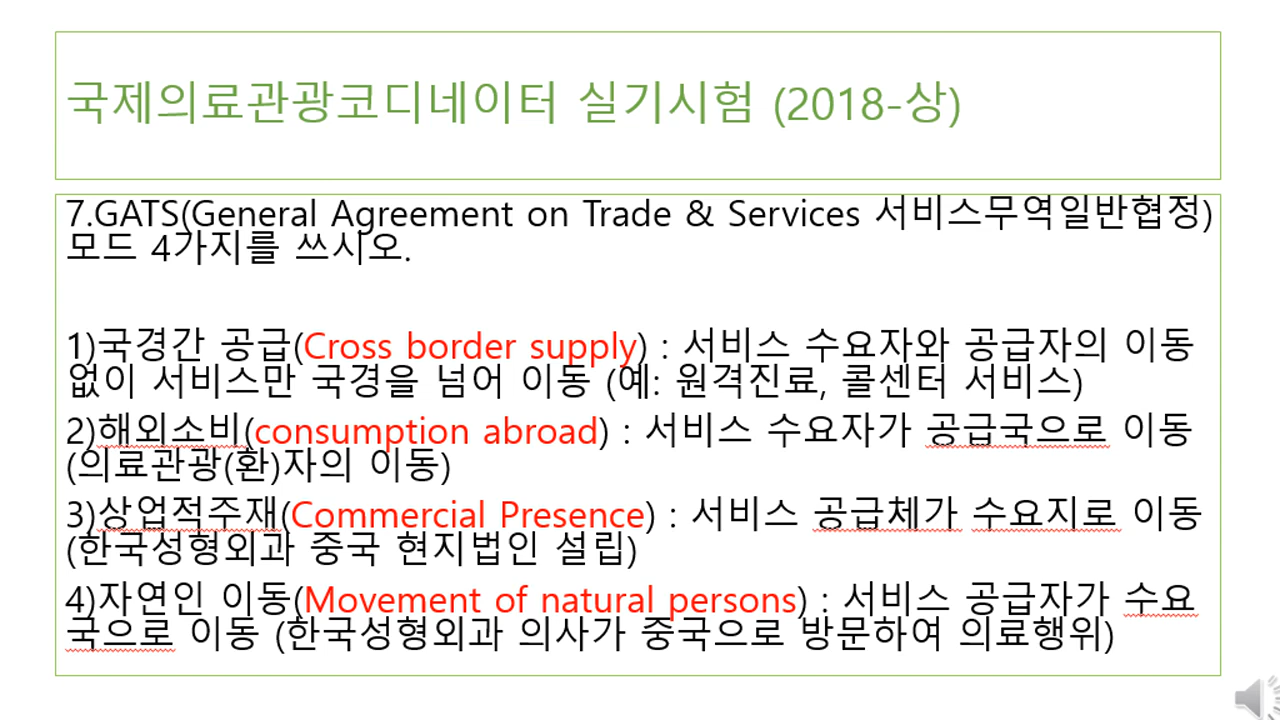 국제의료관광코디네이터 실기시험 (2018-상)
7.GATS(General Agreement on Trade & Services 서비스무역일반협정)
모드 4가지를 쓰시오.
1)국경간 공급(Cross border supply) : 서비스 수요자와 공급자의 이동
없이 서비스만 국경을 넘어 이동 (예: 원격진료, 콜센터 서비스)
2)해외소비(consumption abroad) : 서비스 수요자가 공급국으로 이동
(의료관광(환)자의 이동)
3)상업적주재(Commercial Presence) : 서비스 공급체가 수요지로 이동
(한국성형외과 중국 현지법인 설립)
4)자연인 이동(Movement of natural persons) : 서비스 공급자가 수요
국으로 이동 (한국성형외과 의사가 중국으로 방문하여 의료행위)